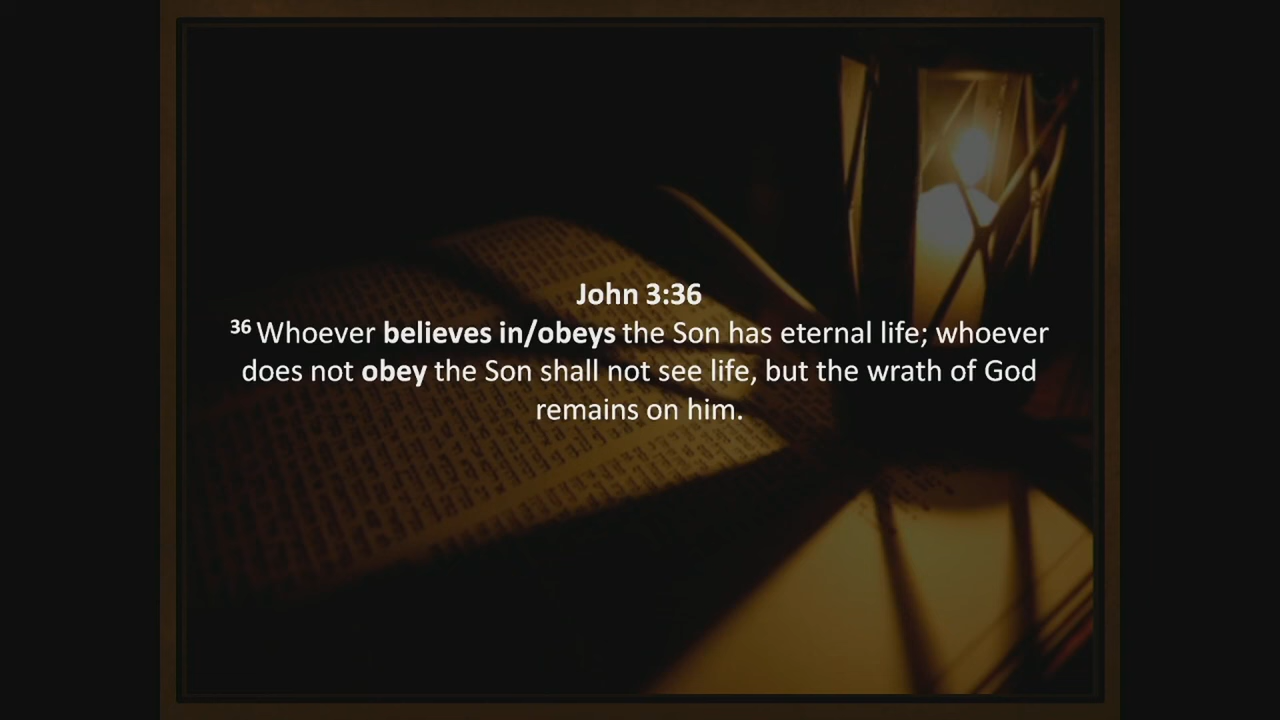 John 3:36
36 Whoever believes in/obeys the Son has eternal life; whoever
does not obey the Son shall not see life, but the wrath of God
remains on him.